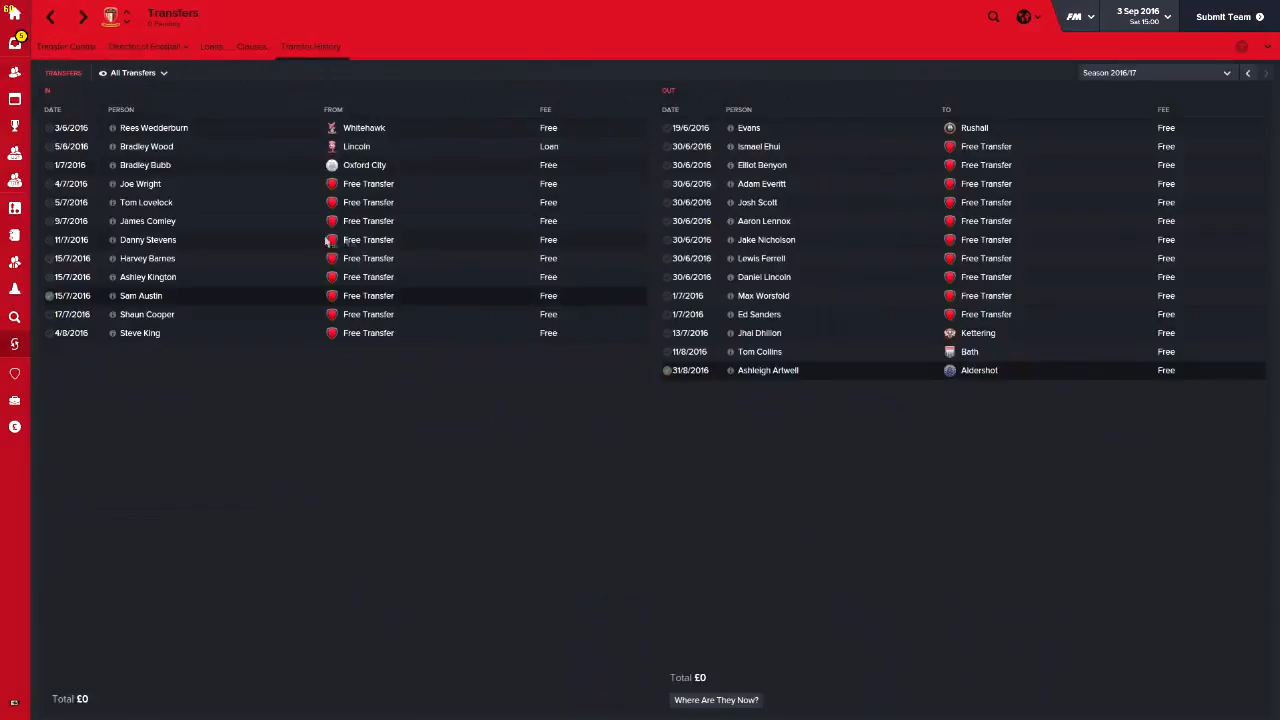 60
Transfers
0 Pending
FM
3 Sep 2016
Sat 15:00
Submit Team
5
Transfer Centre
Director of Football
Loans
Clauses
Transfer History
TRANSFERS
All Transfers
Season 2016/17
IN
DATE PERSON FROM FEE
3/6/2016 Rees Wedderburn Whitehawk Free
5/6/2016 Bradley Wood Lincoln Loan
1/7/2016 Bradley Bubb Oxford City Free
4/7/2016 Joe Wright Free Transfer Free
5/7/2016 Tom Lovelock Free Transfer Free
9/7/2016 James Comley Free Transfer Free
11/7/2016 Danny Stevens Free Transfer Free
15/7/2016 Harvey Barnes Free Transfer Free
15/7/2016 Ashley Kington Free Transfer Free
15/7/2016 Sam Austin Free Transfer Free
17/7/2016 Shaun Cooper Free Transfer Free
4/8/2016 Steve King Free Transfer Free
Total £0
OUT
DATE PERSON TO FEE
19/6/2016 Evans Rushall Free
30/6/2016 Ismael Ehui Free Transfer Free
30/6/2016 Elliot Benyon Free Transfer Free
30/6/2016 Adam Everitt Free Transfer Free
30/6/2016 Josh Scott Free Transfer Free
30/6/2016 Aaron Lennox Free Transfer Free
30/6/2016 Jake Nicholson Free Transfer Free
30/6/2016 Lewis Ferrell Free Transfer Free
30/6/2016 Daniel Lincoln Free Transfer Free
1/7/2016 Max Worsfold Free Transfer Free
1/7/2016 Ed Sanders Free Transfer Free
13/7/2016 Jhai Dhillon Kettering Free
11/8/2016 Tom Collins Bath Free
31/8/2016 Ashleigh Artwell Aldershot Free
Total £0
Where Are They Now?